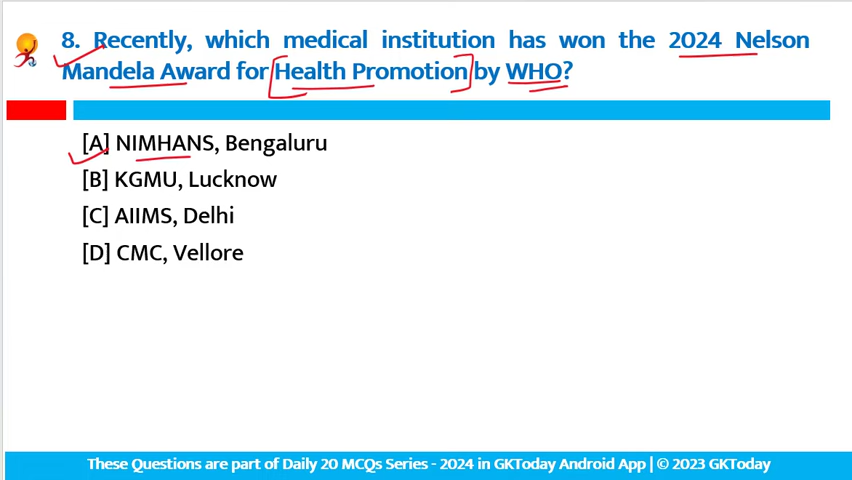 8. Recently, which medical institution has won the 2024 Nelson
Mandela Award for Health Promotion by WHO?
[A] NIMHANS, Bengaluru
[B] KGMU, Lucknow
[C] AIIMS, Delhi
[D] CMC, Vellore
These Questions are part of Daily 20 MCQs Series - 2024 in GKToday Android App | © 2023 GKToday